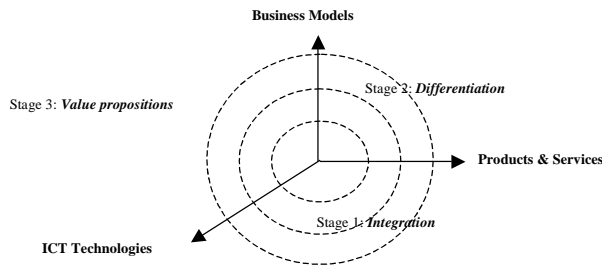 Business Models
Stage 2: Differentiation
Stage 3: Value propositions
Products & Services
Stage 1: Integration
ICT Technologies